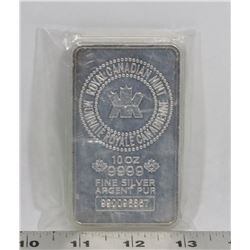 ROYAL CANADIAN MINT
MONNAIE ROYALE CANADIENNE
10 OZ
9999
FINE SILVER
ARGENT PUR
10
11
12
13